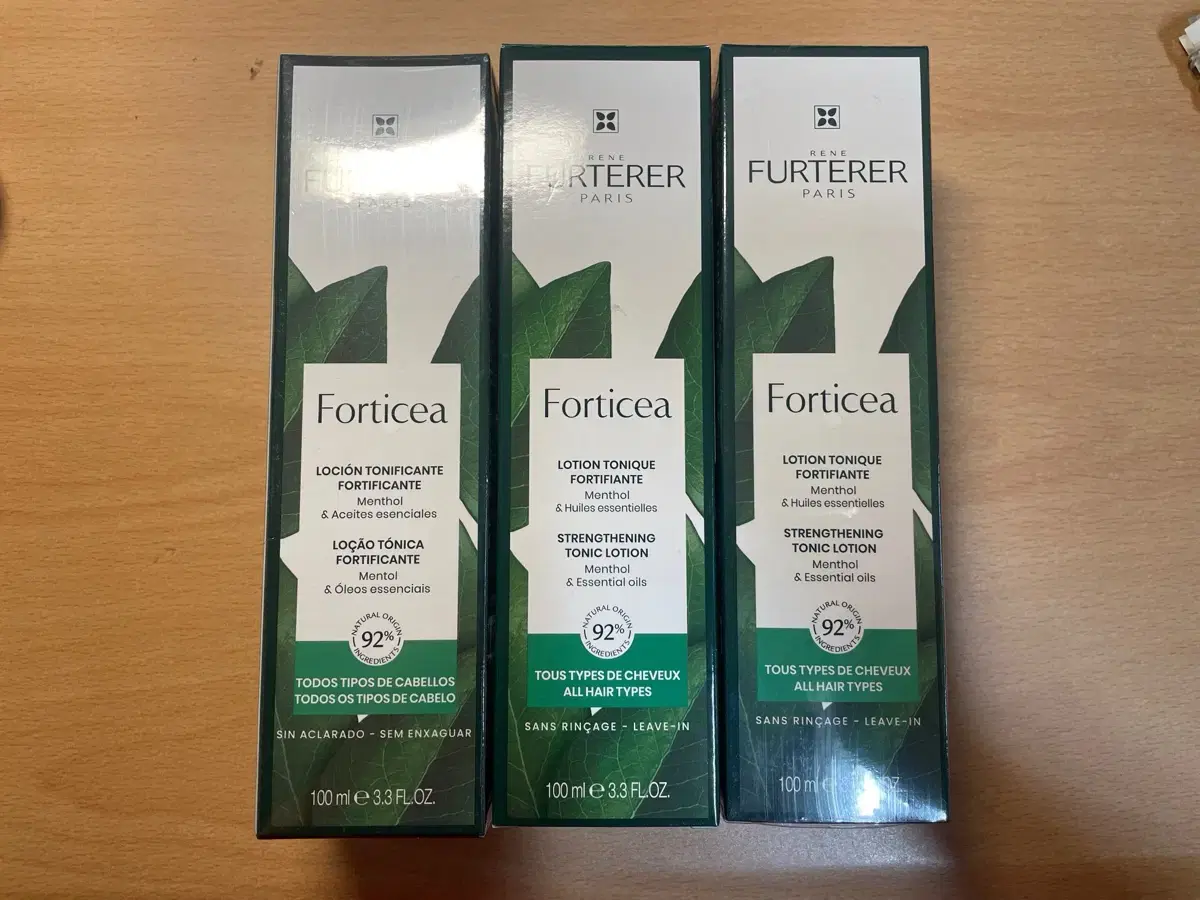 PARIS
Forticea
LOCIÓN TONIFICANTE
FORTIFICANTE
Menthol
& Aceites esenciales
LOÇÃO TÓNICA
FORTIFICANTE
Mentol
& Óleos essenciais
NATURAL ORIGIN
92%
INGREDIENTS
TODOS TIPOS DE CABELLOS
TODOS OS TIPOS DE CABELO
SIN ACLARADO - SEM ENXAGUAR
100 ml e 3.3 FL.OZ.
RENE
FURTERER
PARIS
Forticea
LOTION TONIQUE
FORTIFIANTE
Menthol
& Huiles essentielles
STRENGTHENING
TONIC LOTION
Menthol
& Essential oils
NATURAL ORIGIN
92%
INGREDIENTS
TOUS TYPES DE CHEVEUX
ALL HAIR TYPES
SANS RINÇAGE - LEAVE-IN
100 ml e 3.3 FL.OZ.
RENE
FURTERER
PARIS
Forticea
LOTION TONIQUE
FORTIFIANTE
Menthol
& Huiles essentielles
STRENGTHENING
TONIC LOTION
Menthol
& Essential oils
NATURAL ORIGIN
92%
INGREDIENTS
TOUS TYPES DE CHEVEUX
ALL HAIR TYPES
SANS RINÇAGE - LEAVE-IN
100 ml